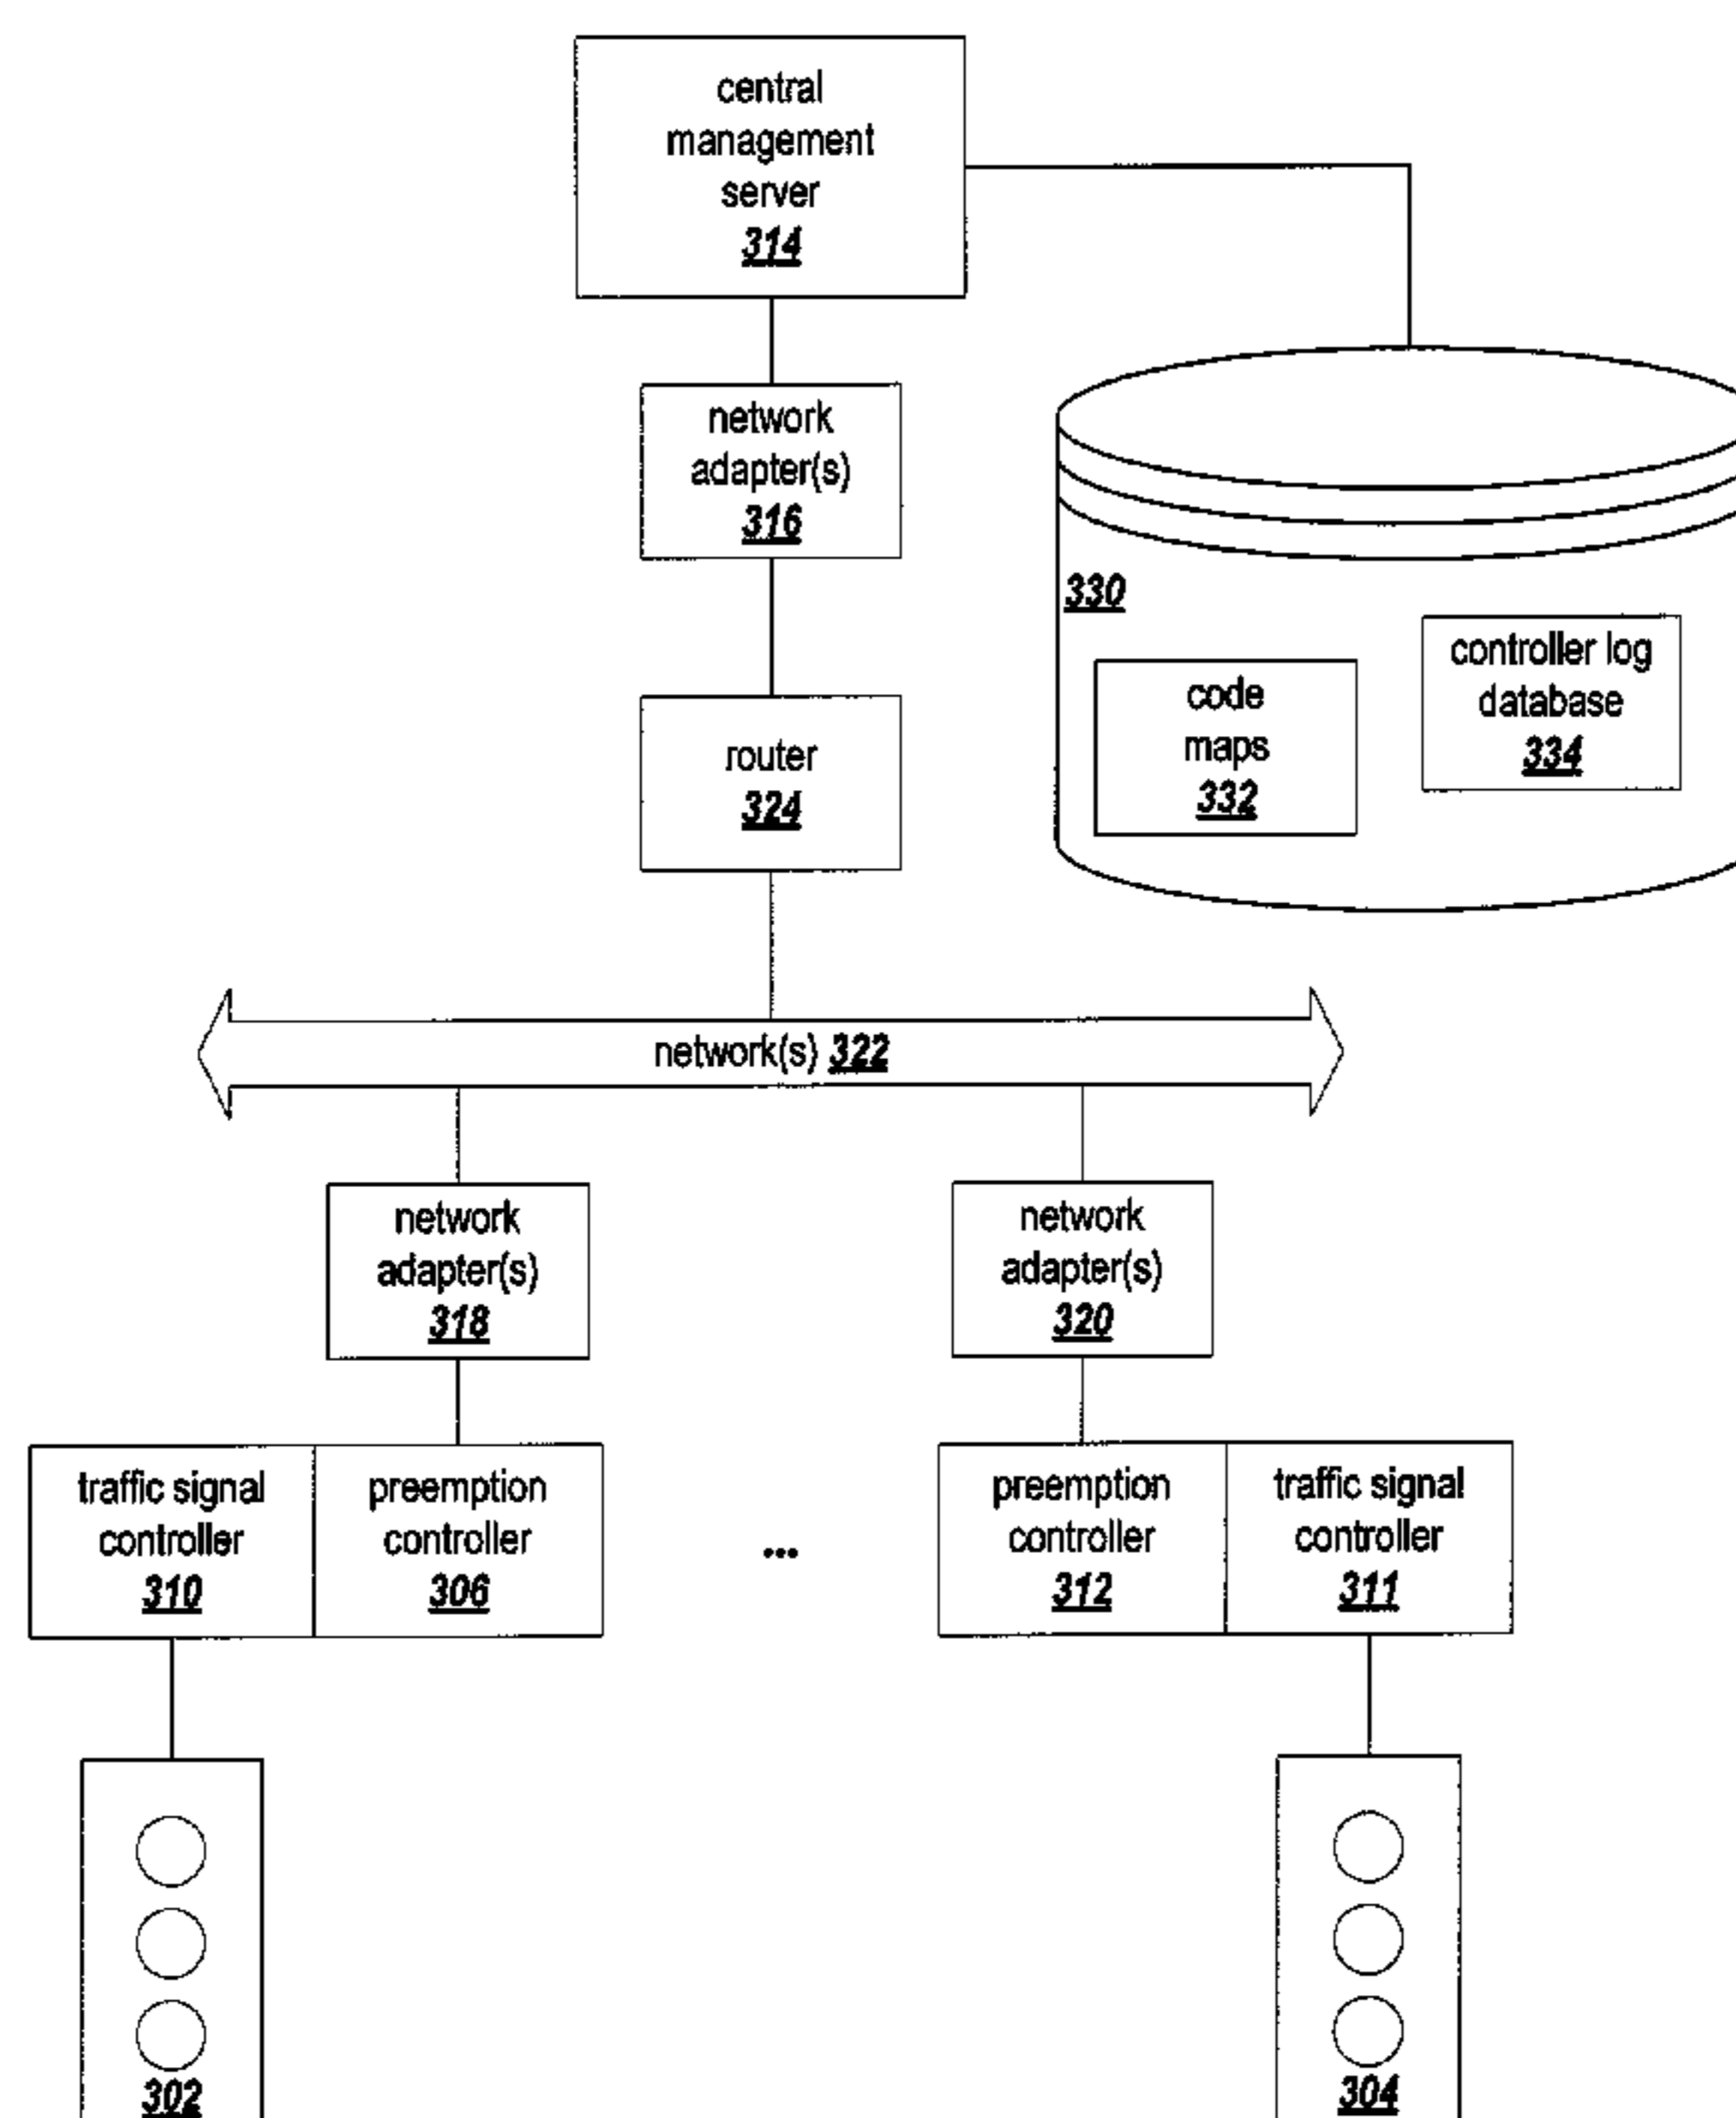 central
management
server
314
network
adapter(s)
316
330
controller log
database
334
code
maps
332
router
324
network(s) 322
network
adapter(s)
318
network
adapter(s)
320
traffic signal
controller
310
preemption
controller
306
...
preemption
controller
312
traffic signal
controller
311
302
304